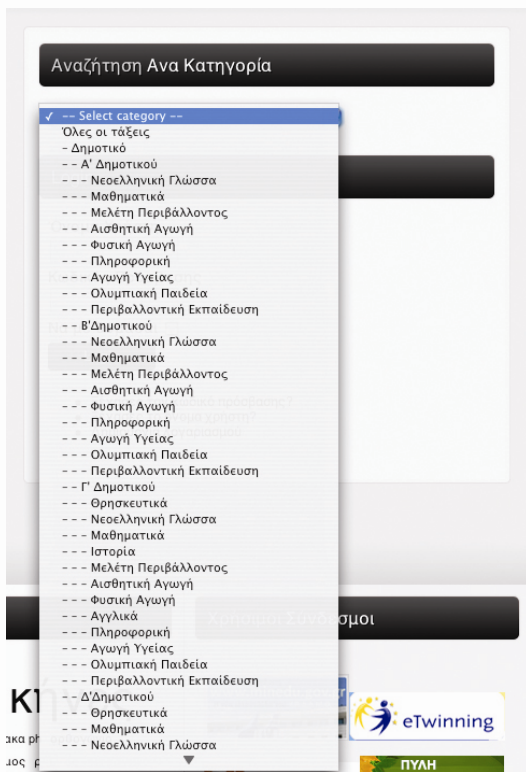 Αναζήτηση Ανα Κατηγορία
✓ -- Select category --
Όλες οι τάξεις
- Δημοτικό
- - Α' Δημοτικού
- - - Νεοελληνική Γλώσσα
- - - Μαθηματικά
- - - Μελέτη Περιβάλλοντος
- - - Αισθητική Αγωγή
- - - Φυσική Αγωγή
- - - Πληροφορική
- - - Αγωγή Υγείας
- - - Ολυμπιακή Παιδεία
- - - Περιβαλλοντική Εκπαίδευση
- - Β'Δημοτικού
- - - Νεοελληνική Γλώσσα
- - - Μαθηματικά
- - - Μελέτη Περιβάλλοντος
- - - Αισθητική Αγωγή
- - - Φυσική Αγωγή
- - - Πληροφορική
- - - Αγωγή Υγείας
- - - Ολυμπιακή Παιδεία
- - - Περιβαλλοντική Εκπαίδευση
- - Γ' Δημοτικού
- - - Θρησκευτικά
- - - Νεοελληνική Γλώσσα
- - - Μαθηματικά
- - - Ιστορία
- - - Μελέτη Περιβάλλοντος
- - - Αισθητική Αγωγή
- - - Φυσική Αγωγή
- - - Αγγλικά
- - - Πληροφορική
- - - Αγωγή Υγείας
- - - Ολυμπιακή Παιδεία
- - - Περιβαλλοντική Εκπαίδευση
- - Δ'Δημοτικού
- - - Θρησκευτικά
- - - Μαθηματικά
- - - Νεοελληνική Γλώσσα
Χρήσιμοι Συνδεσμοι
eTwinning
ΠΥΛΗ